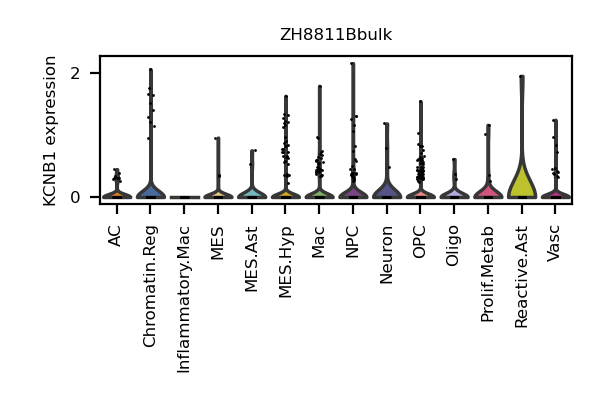 ZH8811Bbulk
KCNB1 expression
2
0
AC
Chromatin.Reg
Inflammatory.Mac
MES
MES.Ast
MES.Hyp
Mac
NPC
Neuron
OPC
Oligo
Prolif.Metab
Reactive.Ast
Vasc